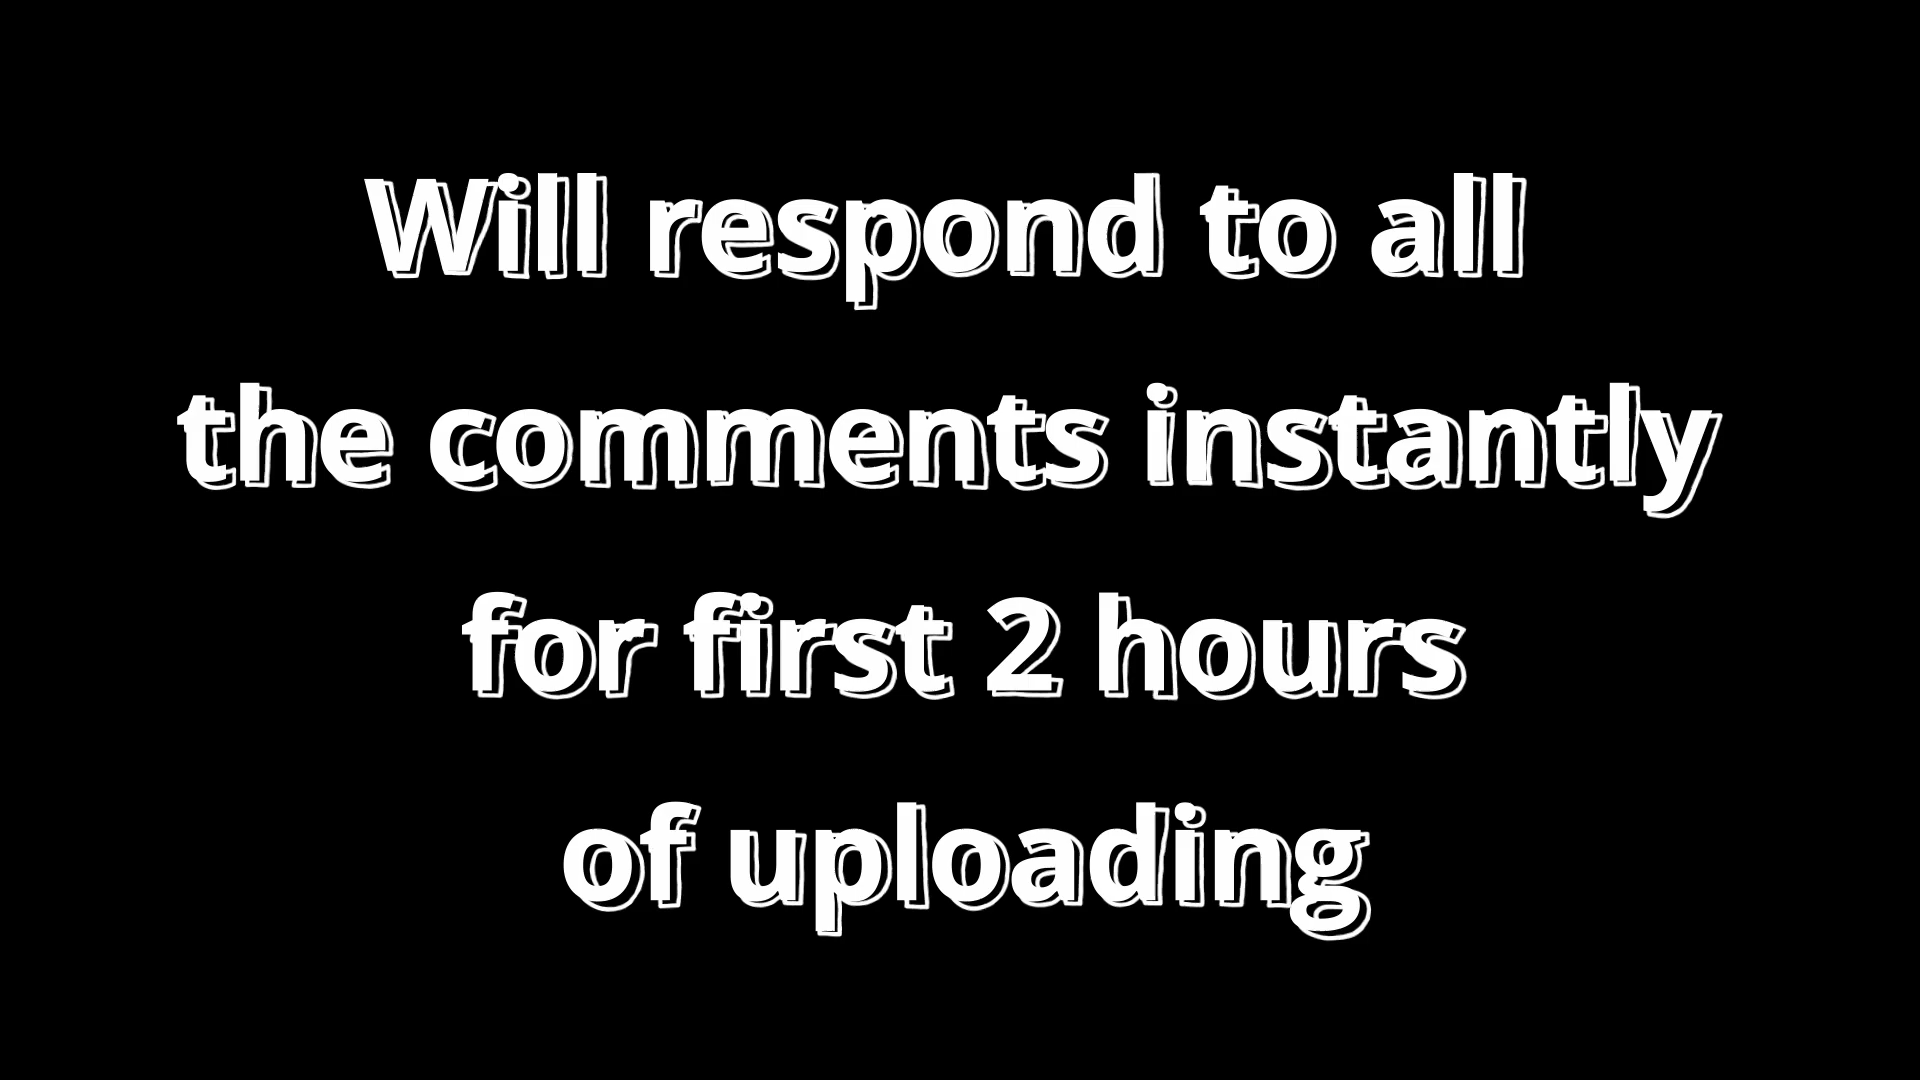 Will respond to all
the comments instantly
for first 2 hours
of uploading